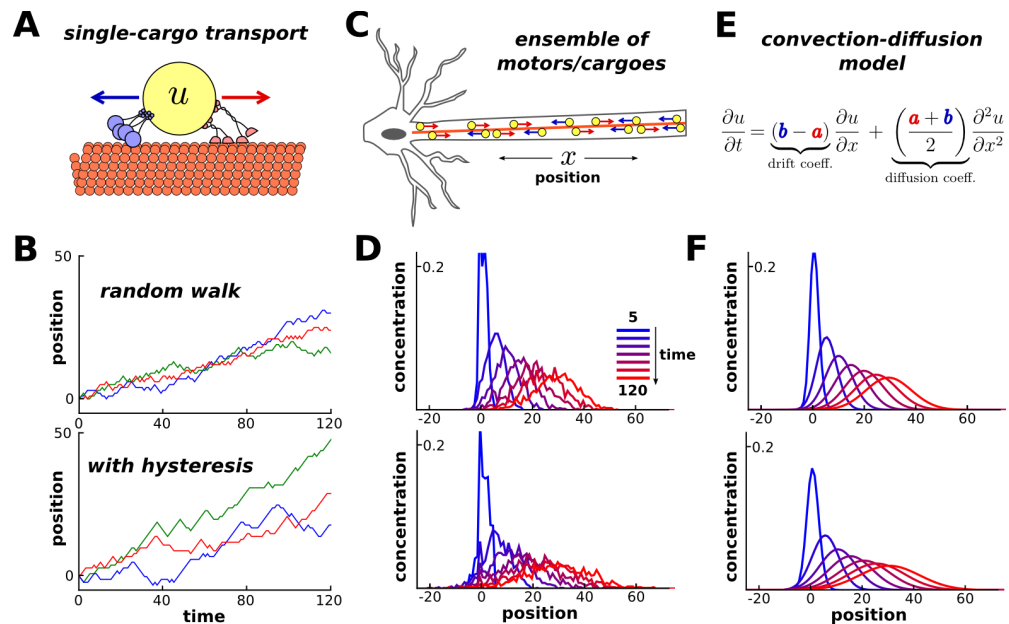 A
single-cargo transport
u
C
ensemble of
motors/cargoes
x
position
E
convection-diffusion
model
∂u/∂t = (b − a) ∂u/∂x + ((a + b)/2) ∂²u/∂x²
drift coeff.
diffusion coeff.
B
50
random walk
position
0
0 40 80 120
50
with hysteresis
position
0
0 40 80 120
time
D
0.2
concentration
5
time
120
-20 0 20 40 60
0.2
concentration
-20 0 20 40 60
position
F
0.2
concentration
-20 0 20 40 60
0.2
concentration
-20 0 20 40 60
position